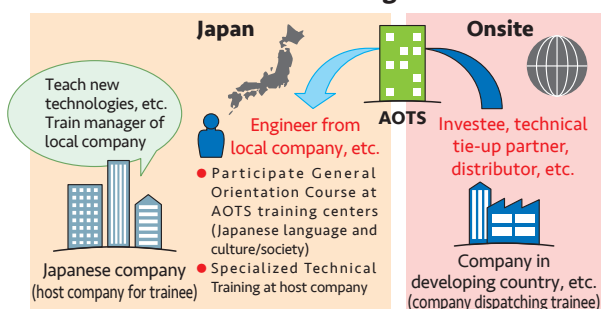 Japan
Onsite
Teach new
technologies, etc.
Train manager of
local company
AOTS
Engineer from
local company, etc.
Investee, technical
tie-up partner,
distributor, etc.
● Participate General
Orientation Course at
AOTS training centers
(Japanese language and
culture/society)
● Specialized Technical
Training at host company
Japanese company
(host company for trainee)
Company in
developing country, etc.
(company dispatching trainee)